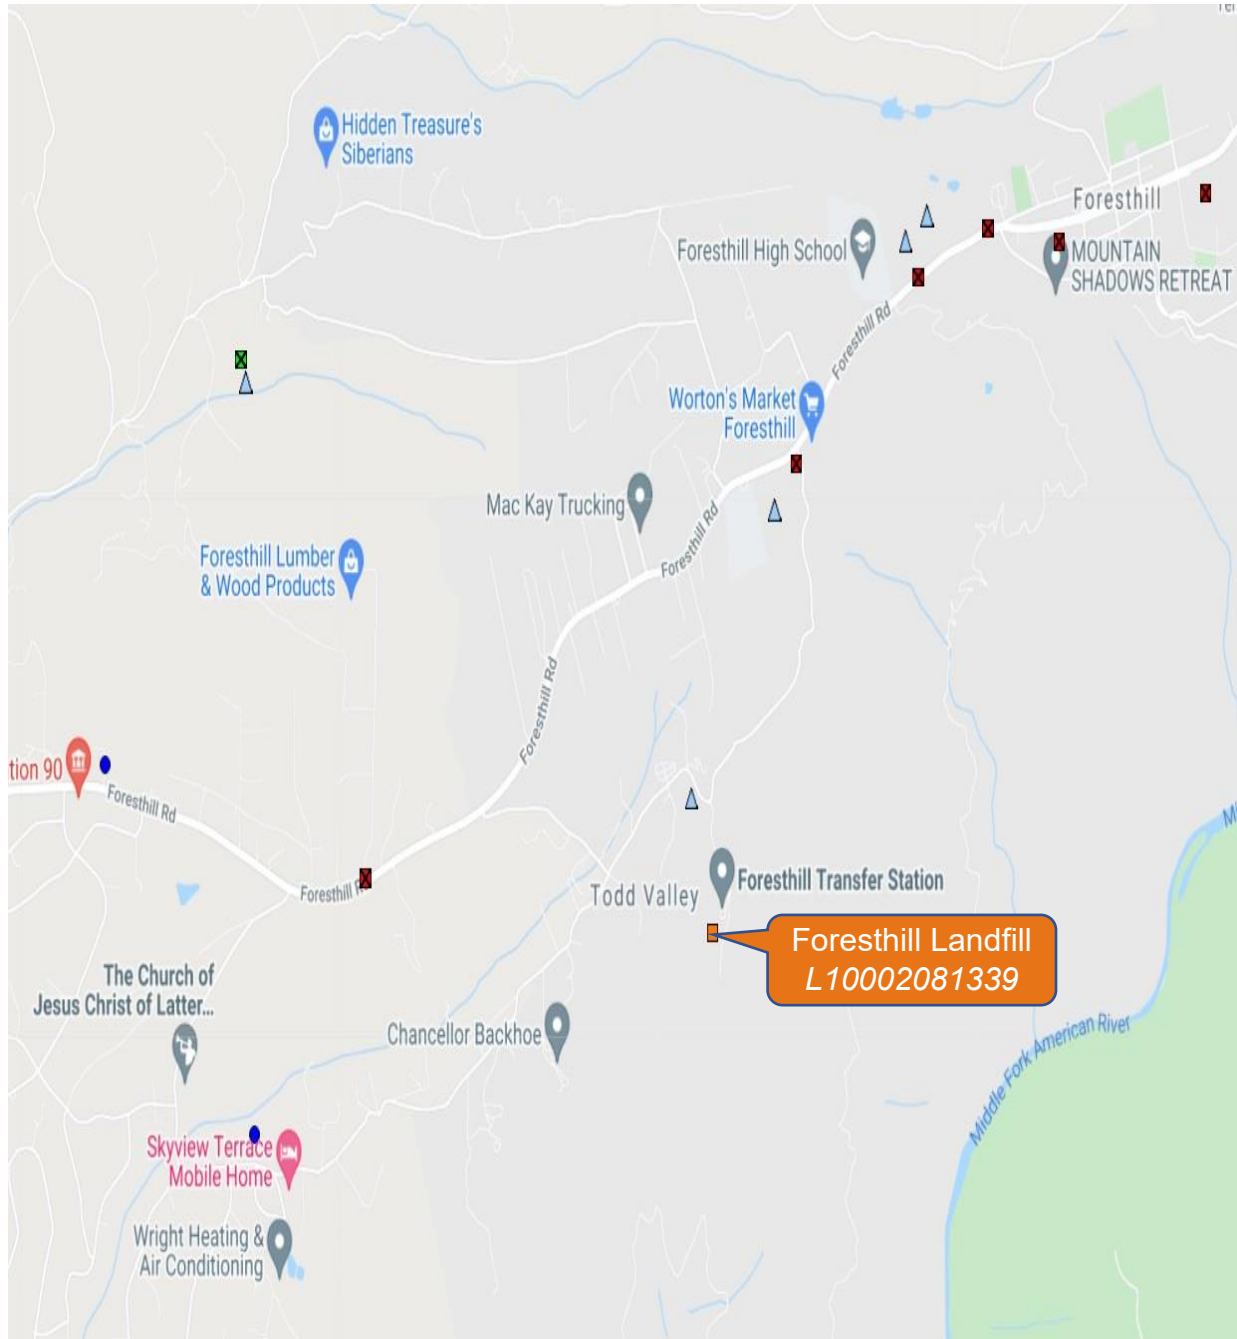 Hidden Treasure's
Siberians
Foresthill
Foresthill High School
MOUNTAIN
SHADOWS RETREAT
Foresthill Rd
Worton's Market
Foresthill
Mac Kay Trucking
Foresthill Rd
Foresthill Lumber
& Wood Products
Foresthill Rd
tion 90
Foresthill Rd
Foresthill
Todd Valley
Foresthill Transfer Station
Foresthill Landfill
L10002081339
The Church of
Jesus Christ of Latter...
Chancellor Backhoe
Middle Fork American River
Skyview Terrace
Mobile Home
Wright Heating &
Air Conditioning